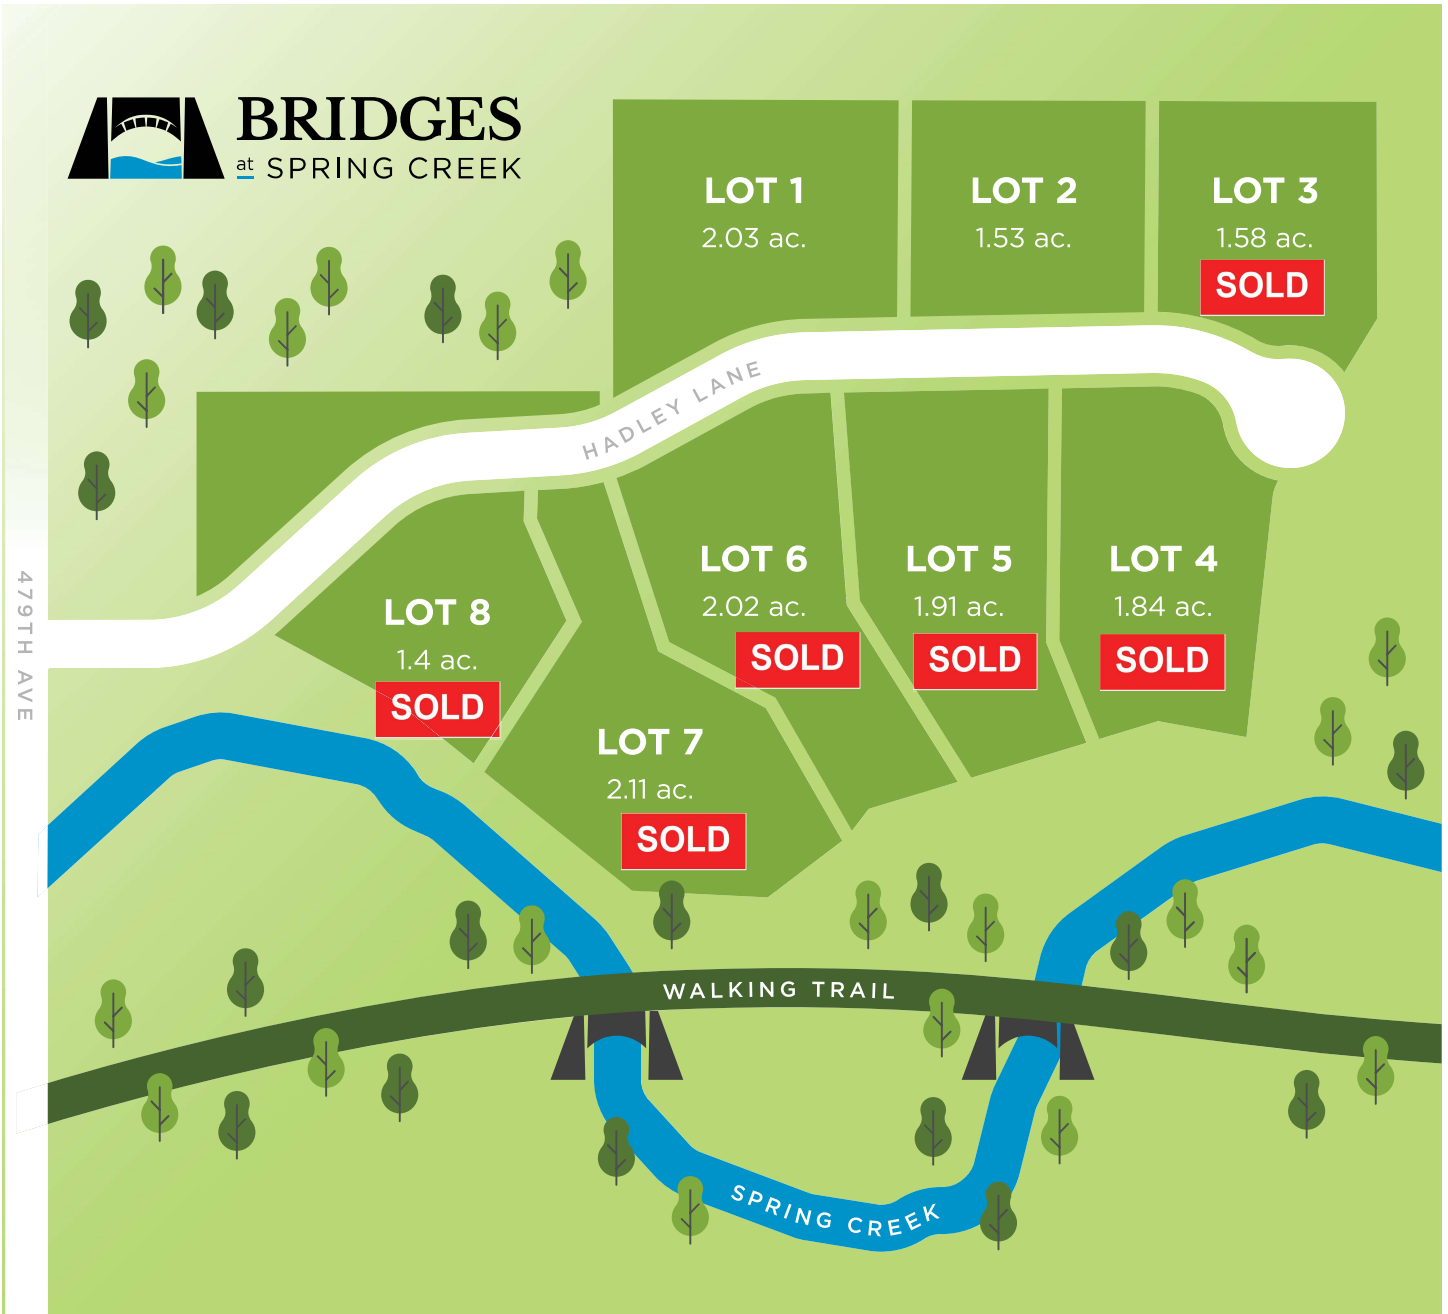 BRIDGES
at SPRING CREEK
LOT 1
2.03 ac.
LOT 2
1.53 ac.
LOT 3
1.58 ac.
SOLD
HADLEY LANE
479TH AVE
LOT 8
1.4 ac.
SOLD
LOT 7
2.11 ac.
SOLD
LOT 6
2.02 ac.
SOLD
LOT 5
1.91 ac.
SOLD
LOT 4
1.84 ac.
SOLD
WALKING TRAIL
SPRING CREEK